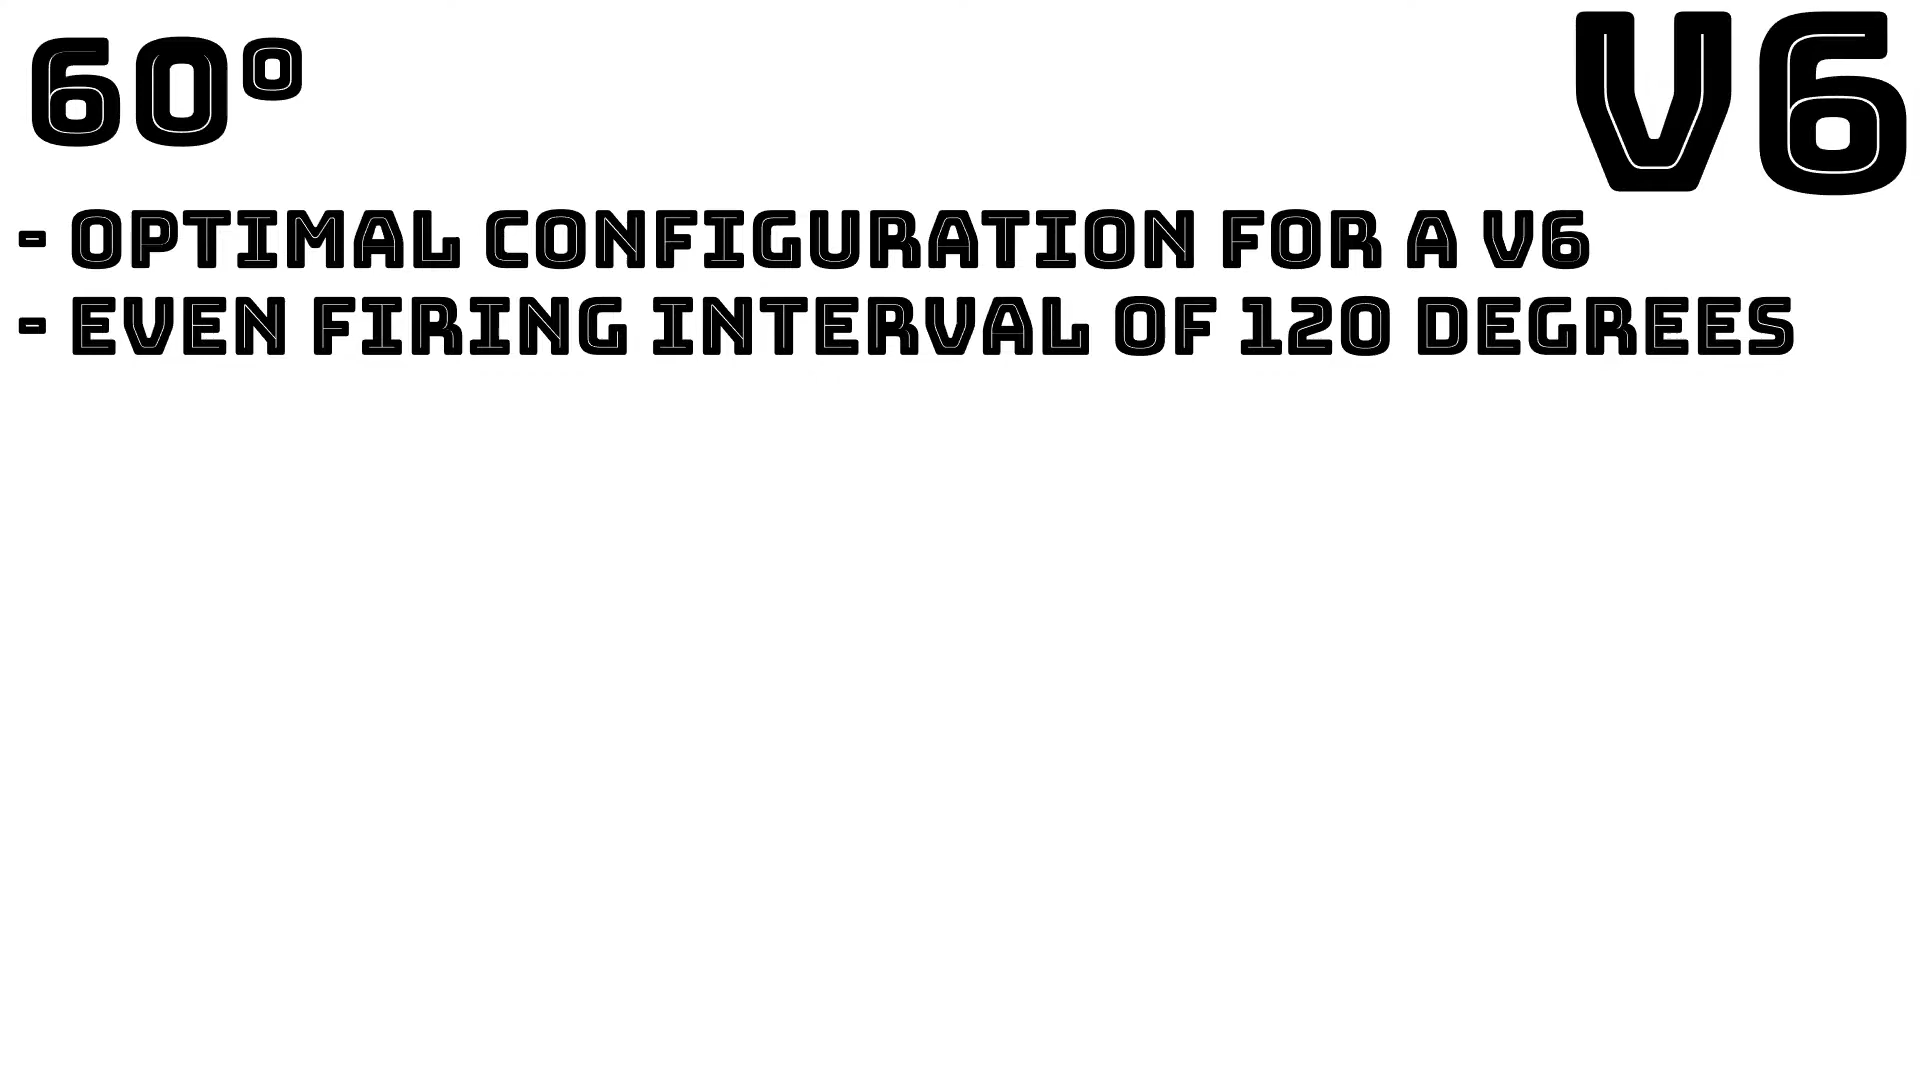 60°
V6
- OPTIMAL CONFIGURATION FOR A V6
- EVEN FIRING INTERVAL OF 120 DEGREES